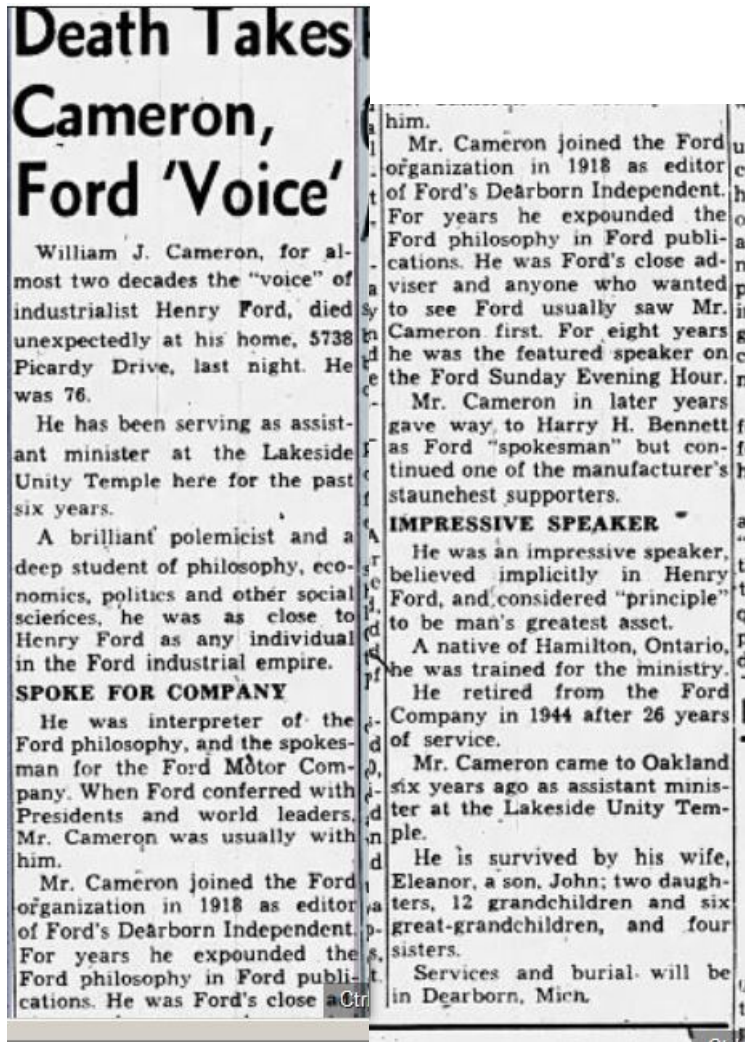 Death Takes
Cameron,
Ford 'Voice'
William J. Cameron, for al-
most two decades the "voice" of
industrialist Henry Ford, died
unexpectedly at his home, 5738
Picardy Drive, last night. He
was 76.
He has been serving as assist-
ant minister at the Lakeside
Unity Temple here for the past
six years.
A brilliant polemicist and a
deep student of philosophy, eco-
nomics, politics and other social
sciences, he was as close to
Henry Ford as any individual
in the Ford industrial empire.
SPOKE FOR COMPANY
He was interpreter of the
Ford philosophy, and the spokes-
man for the Ford Motor Com-
pany. When Ford conferred with
Presidents and world leaders,
Mr. Cameron was usually with
him.
Mr. Cameron joined the Ford
organization in 1918 as editor
of Ford's Dearborn Independent.
For years he expounded the
Ford philosophy in Ford publi-
cations. He was Ford's close
Ctr
him.
Mr. Cameron joined the Ford
organization in 1918 as editor
of Ford's Dearborn Independent.
For years he expounded the
Ford philosophy in Ford publi-
cations. He was Ford's close ad-
viser and anyone who wanted
to see Ford usually saw Mr.
Cameron first. For eight years
he was the featured speaker on
the Ford Sunday Evening Hour.
Mr. Cameron in later years
gave way to Harry H. Bennett
as Ford "spokesman" but con-
tinued one of the manufacturer's
staunchest supporters.
IMPRESSIVE SPEAKER
He was an impressive speaker,
believed implicitly in Henry
Ford, and considered "principle"
to be man's greatest asset.
A native of Hamilton, Ontario,
he was trained for the ministry.
He retired from the Ford
Company in 1944 after 26 years
of service.
Mr. Cameron came to Oakland
six years ago as assistant minis-
ter at the Lakeside Unity Tem-
ple.
He is survived by his wife,
Eleanor, a son, John; two daugh-
ters, 12 grandchildren and six
great-grandchildren, and four
sisters.
Services and burial will be
in Dearborn, Mich.